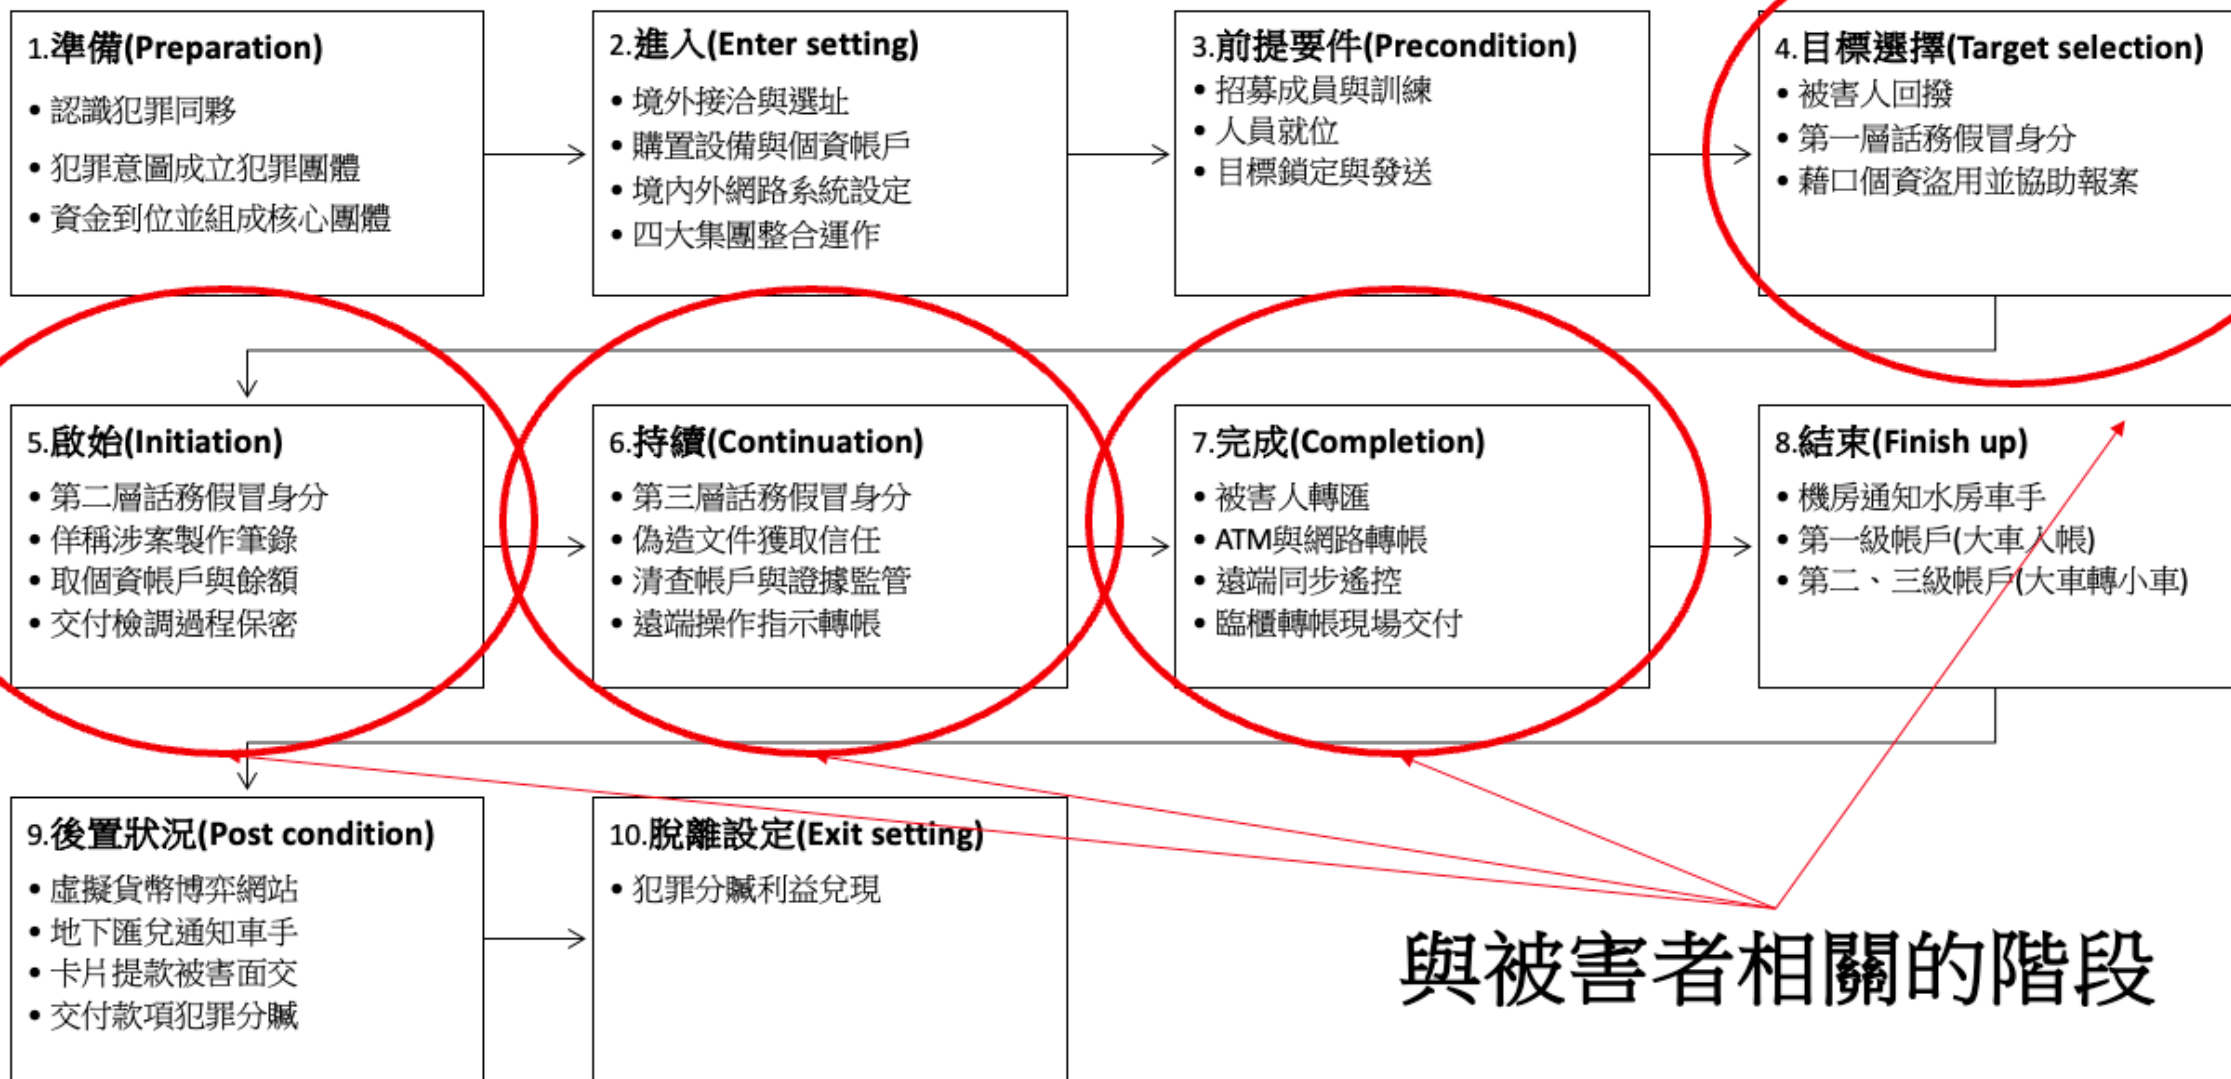 1.準備(Preparation)
• 認識犯罪同夥
• 犯罪意圖成立犯罪團體
• 資金到位並組成核心團體
2.進入(Enter setting)
• 境外接洽與選址
• 購置設備與個資帳戶
• 境內外網路系統設定
• 四大集團整合運作
3.前提要件(Precondition)
• 招募成員與訓練
• 人員就位
• 目標鎖定與發送
4.目標選擇(Target selection)
• 被害人回撥
• 第一層話務假冒身分
• 藉口個資盜用並協助報案
5.啟始(Initiation)
• 第二層話務假冒身分
• 佯稱涉案製作筆錄
• 取個資帳戶與餘額
• 交付檢調過程保密
6.持續(Continuation)
• 第三層話務假冒身分
• 偽造文件獲取信任
• 清查帳戶與證據監管
• 遠端操作指示轉帳
7.完成(Completion)
• 被害人轉匯
• ATM與網路轉帳
• 遠端同步遙控
• 臨櫃轉帳現場交付
8.結束(Finish up)
• 機房通知水房車手
• 第一級帳戶(大車入帳)
• 第二、三級帳戶(大車轉小車)
9.後置狀況(Post condition)
• 虛擬貨幣博弈網站
• 地下匯兌通知車手
• 卡片提款被害面交
• 交付款項犯罪分贓
10.脫離設定(Exit setting)
• 犯罪分贓利益兌現
與被害者相關的階段